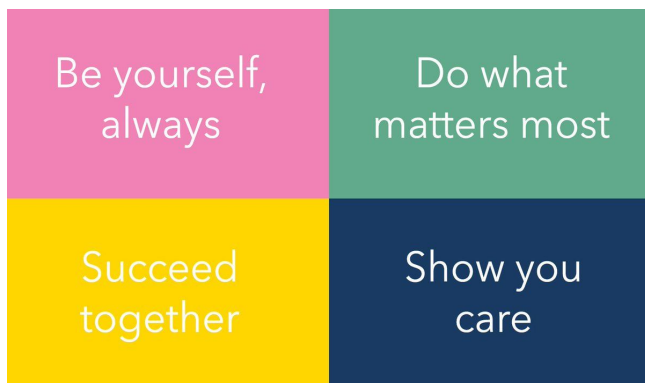 Be yourself,
always
Do what
matters most
Succeed
together
Show you
care